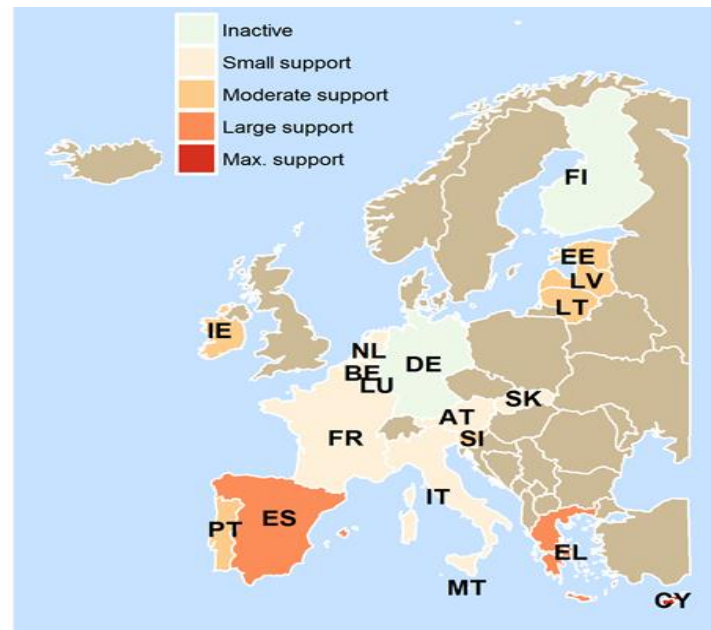 Inactive
Small support
Moderate support
Large support
Max. support
FI
EE
LV
LT
IE
NL
BE
LU
DE
SK
AT
SI
FR
IT
PT
ES
EL
MT
CY